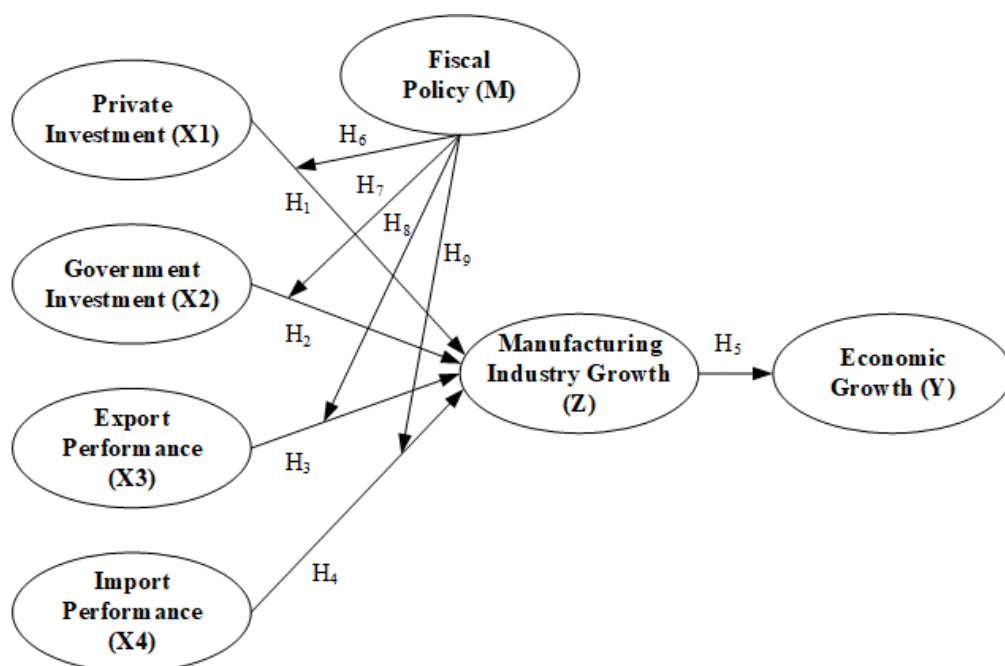 Fiscal
Policy (M)
Private
Investment (X1)
H₆
H₇
H₁
H₈
H₉
Government
Investment (X2)
H₂
Manufacturing
Industry Growth
(Z)
H₅
Economic
Growth (Y)
Export
Performance
(X3)
H₃
H₄
Import
Performance
(X4)